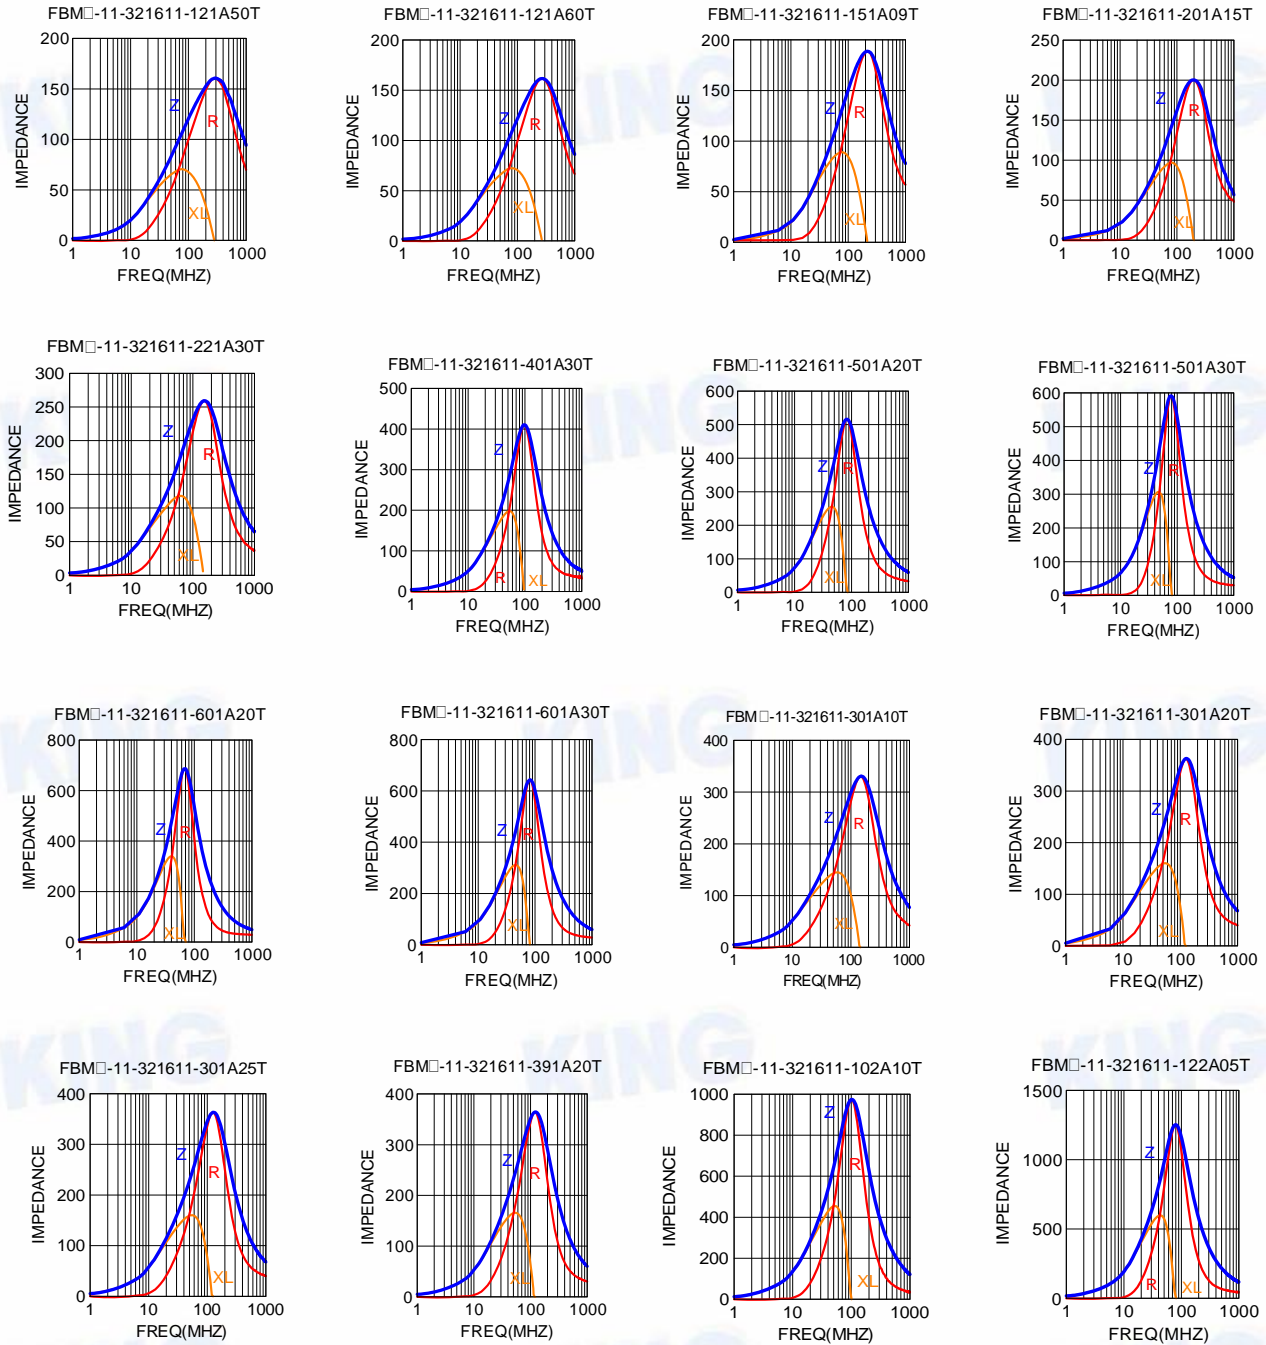 FBM□-11-321611-121A50T
200
150
100
50
0
IMPEDANCE
Z
R
XL
1 10 100 1000
FREQ(MHZ)
FBM□-11-321611-121A60T
200
150
100
50
0
IMPEDANCE
Z
R
XL
1 10 100 1000
FREQ(MHZ)
FBM□-11-321611-151A09T
200
150
100
50
0
IMPEDANCE
Z
R
XL
1 10 100 1000
FREQ(MHZ)
FBM□-11-321611-201A15T
250
200
150
100
50
0
IMPEDANCE
Z
R
XL
1 10 100 1000
FREQ(MHZ)
FBM□-11-321611-221A30T
300
250
200
150
100
50
0
IMPEDANCE
Z
R
XL
1 10 100 1000
FREQ(MHZ)
FBM□-11-321611-401A30T
500
400
300
200
100
0
IMPEDANCE
Z
R XL
1 10 100 1000
FREQ(MHZ)
FBM□-11-321611-501A20T
600
500
400
300
200
100
0
IMPEDANCE
Z R
XL
1 10 100 1000
FREQ(MHZ)
FBM□-11-321611-501A30T
600
500
400
300
200
100
0
IMPEDANCE
Z R
XL
1 10 100 1000
FREQ(MHZ)
FBM□-11-321611-601A20T
800
600
400
200
0
IMPEDANCE
Z R
XL
1 10 100 1000
FREQ(MHZ)
FBM□-11-321611-601A30T
800
600
400
200
0
IMPEDANCE
Z R
XL
1 10 100 1000
FREQ(MHZ)
FBM□-11-321611-301A10T
400
300
200
100
0
IMPEDANCE
Z R
XL
1 10 100 1000
FREQ(MHZ)
FBM□-11-321611-301A20T
400
300
200
100
0
IMPEDANCE
Z R
XL
1 10 100 1000
FREQ(MHZ)
FBM□-11-321611-301A25T
400
300
200
100
0
IMPEDANCE
Z
R
XL
1 10 100 1000
FREQ(MHZ)
FBM□-11-321611-391A20T
400
300
200
100
0
IMPEDANCE
Z
R
XL
1 10 100 1000
FREQ(MHZ)
FBM□-11-321611-102A10T
1000
800
600
400
200
0
IMPEDANCE
Z
R
XL
1 10 100 1000
FREQ(MHZ)
FBM□-11-321611-122A05T
1500
1000
500
0
IMPEDANCE
Z
R XL
1 10 100 1000
FREQ(MHZ)
KING